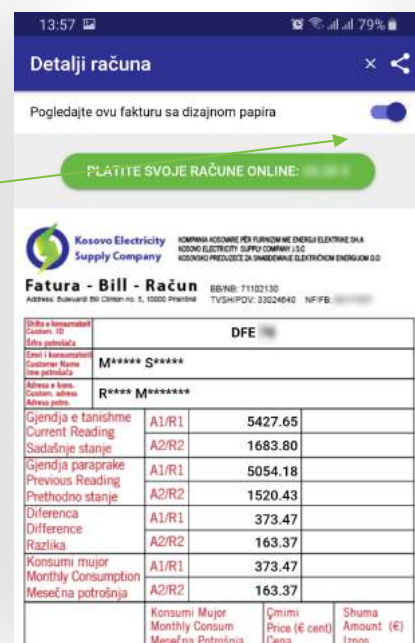 13:57 79%
Detalji računa
Pogledajte ovu fakturu sa dizajnom papira
PLATITE SVOJE RAČUNE ONLINE:
Kosovo Electricity
Supply Company
KOMPANIA KOSOVARE PËR FURNIZIM ME ENERGJI ELEKTRIKE SH.A
KOSOVO ELECTRICITY SUPPLY COMPANY J.S.C
KOSOVSKO PREDUZEĆE ZA SNABDEVANJE ELEKTRIČNOM ENERGIJOM D.D
Fatura - Bill - Račun
BB/NB: 71102130
Address: Bulevardi Bill Clinton no. 5, 10000 Prishtinë
TVSH/PDV: 33024640 NF/FB:
Shifra e konsumatorit
Custom. ID
Šifra potrošača
DFE
Emri i konsumatorit
Customer Name
Ime potrošača
M***** S*****
Adresa e kons.
Custom. adress
Adresa potro.
R**** M*******
Gjendja e tanishme
Current Reading
Sadašnje stanje
A1/R1 5427.65
A2/R2 1683.80
Gjendja paraprake
Previous Reading
Prethodno stanje
A1/R1 5054.18
A2/R2 1520.43
Diferenca
Difference
Razlika
A1/R1 373.47
A2/R2 163.37
Konsumi mujor
Monthly Consumption
Mesečna potrošnja
A1/R1 373.47
A2/R2 163.37
Konsumi Mujor
Monthly Consum
Mesečna Potrošnja
Çmimi
Price (€ cent)
Cena
Shuma
Amount (€)
Iznos